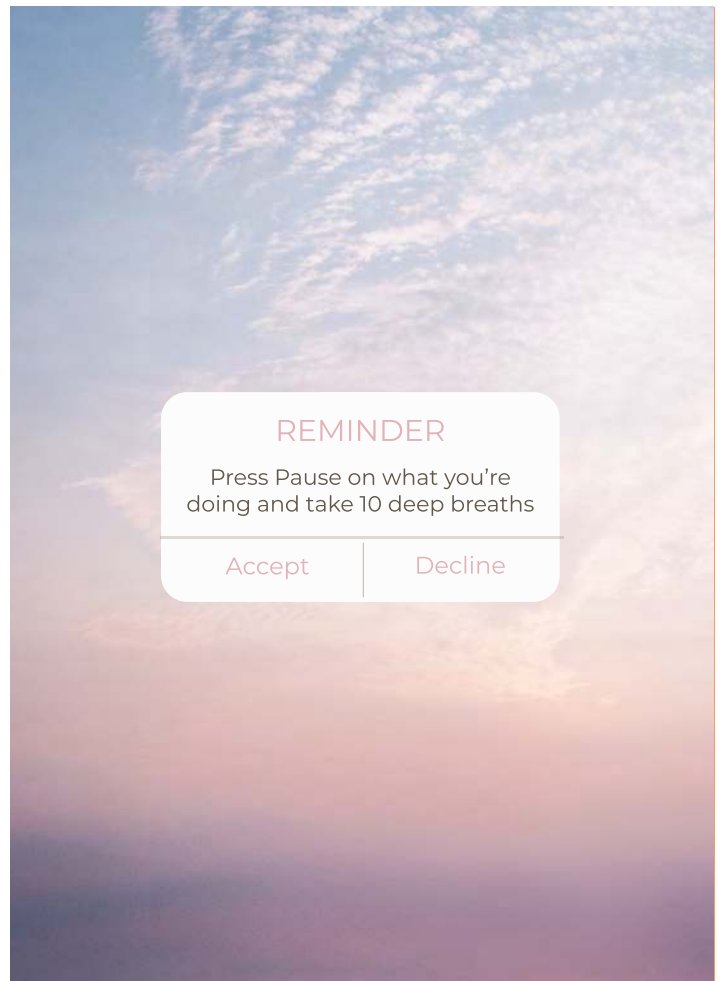 REMINDER
Press Pause on what you’re
doing and take 10 deep breaths
Accept
Decline